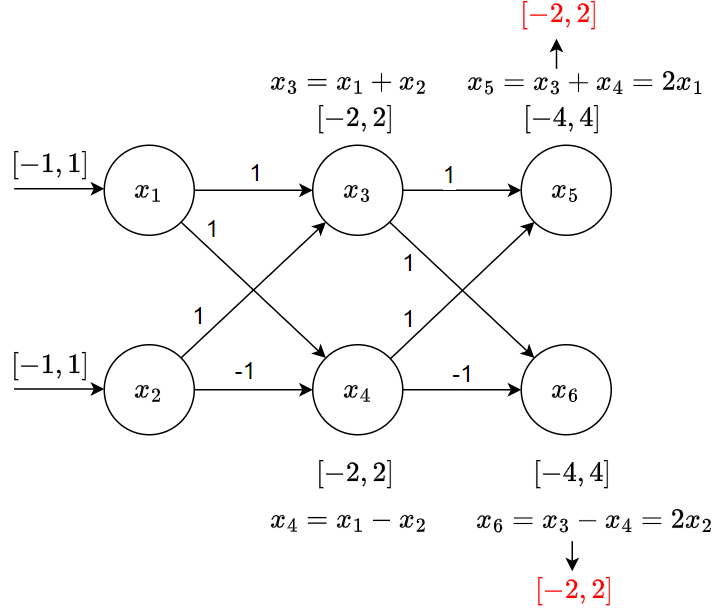 [−2, 2]
x₃ = x₁ + x₂
x₅ = x₃ + x₄ = 2x₁
[−2, 2]
[−4, 4]
[−1, 1]
x₁
1
x₃
1
x₅
1
1
1
1
[−1, 1]
x₂
-1
x₄
-1
x₆
[−2, 2]
[−4, 4]
x₄ = x₁ − x₂
x₆ = x₃ − x₄ = 2x₂
[−2, 2]